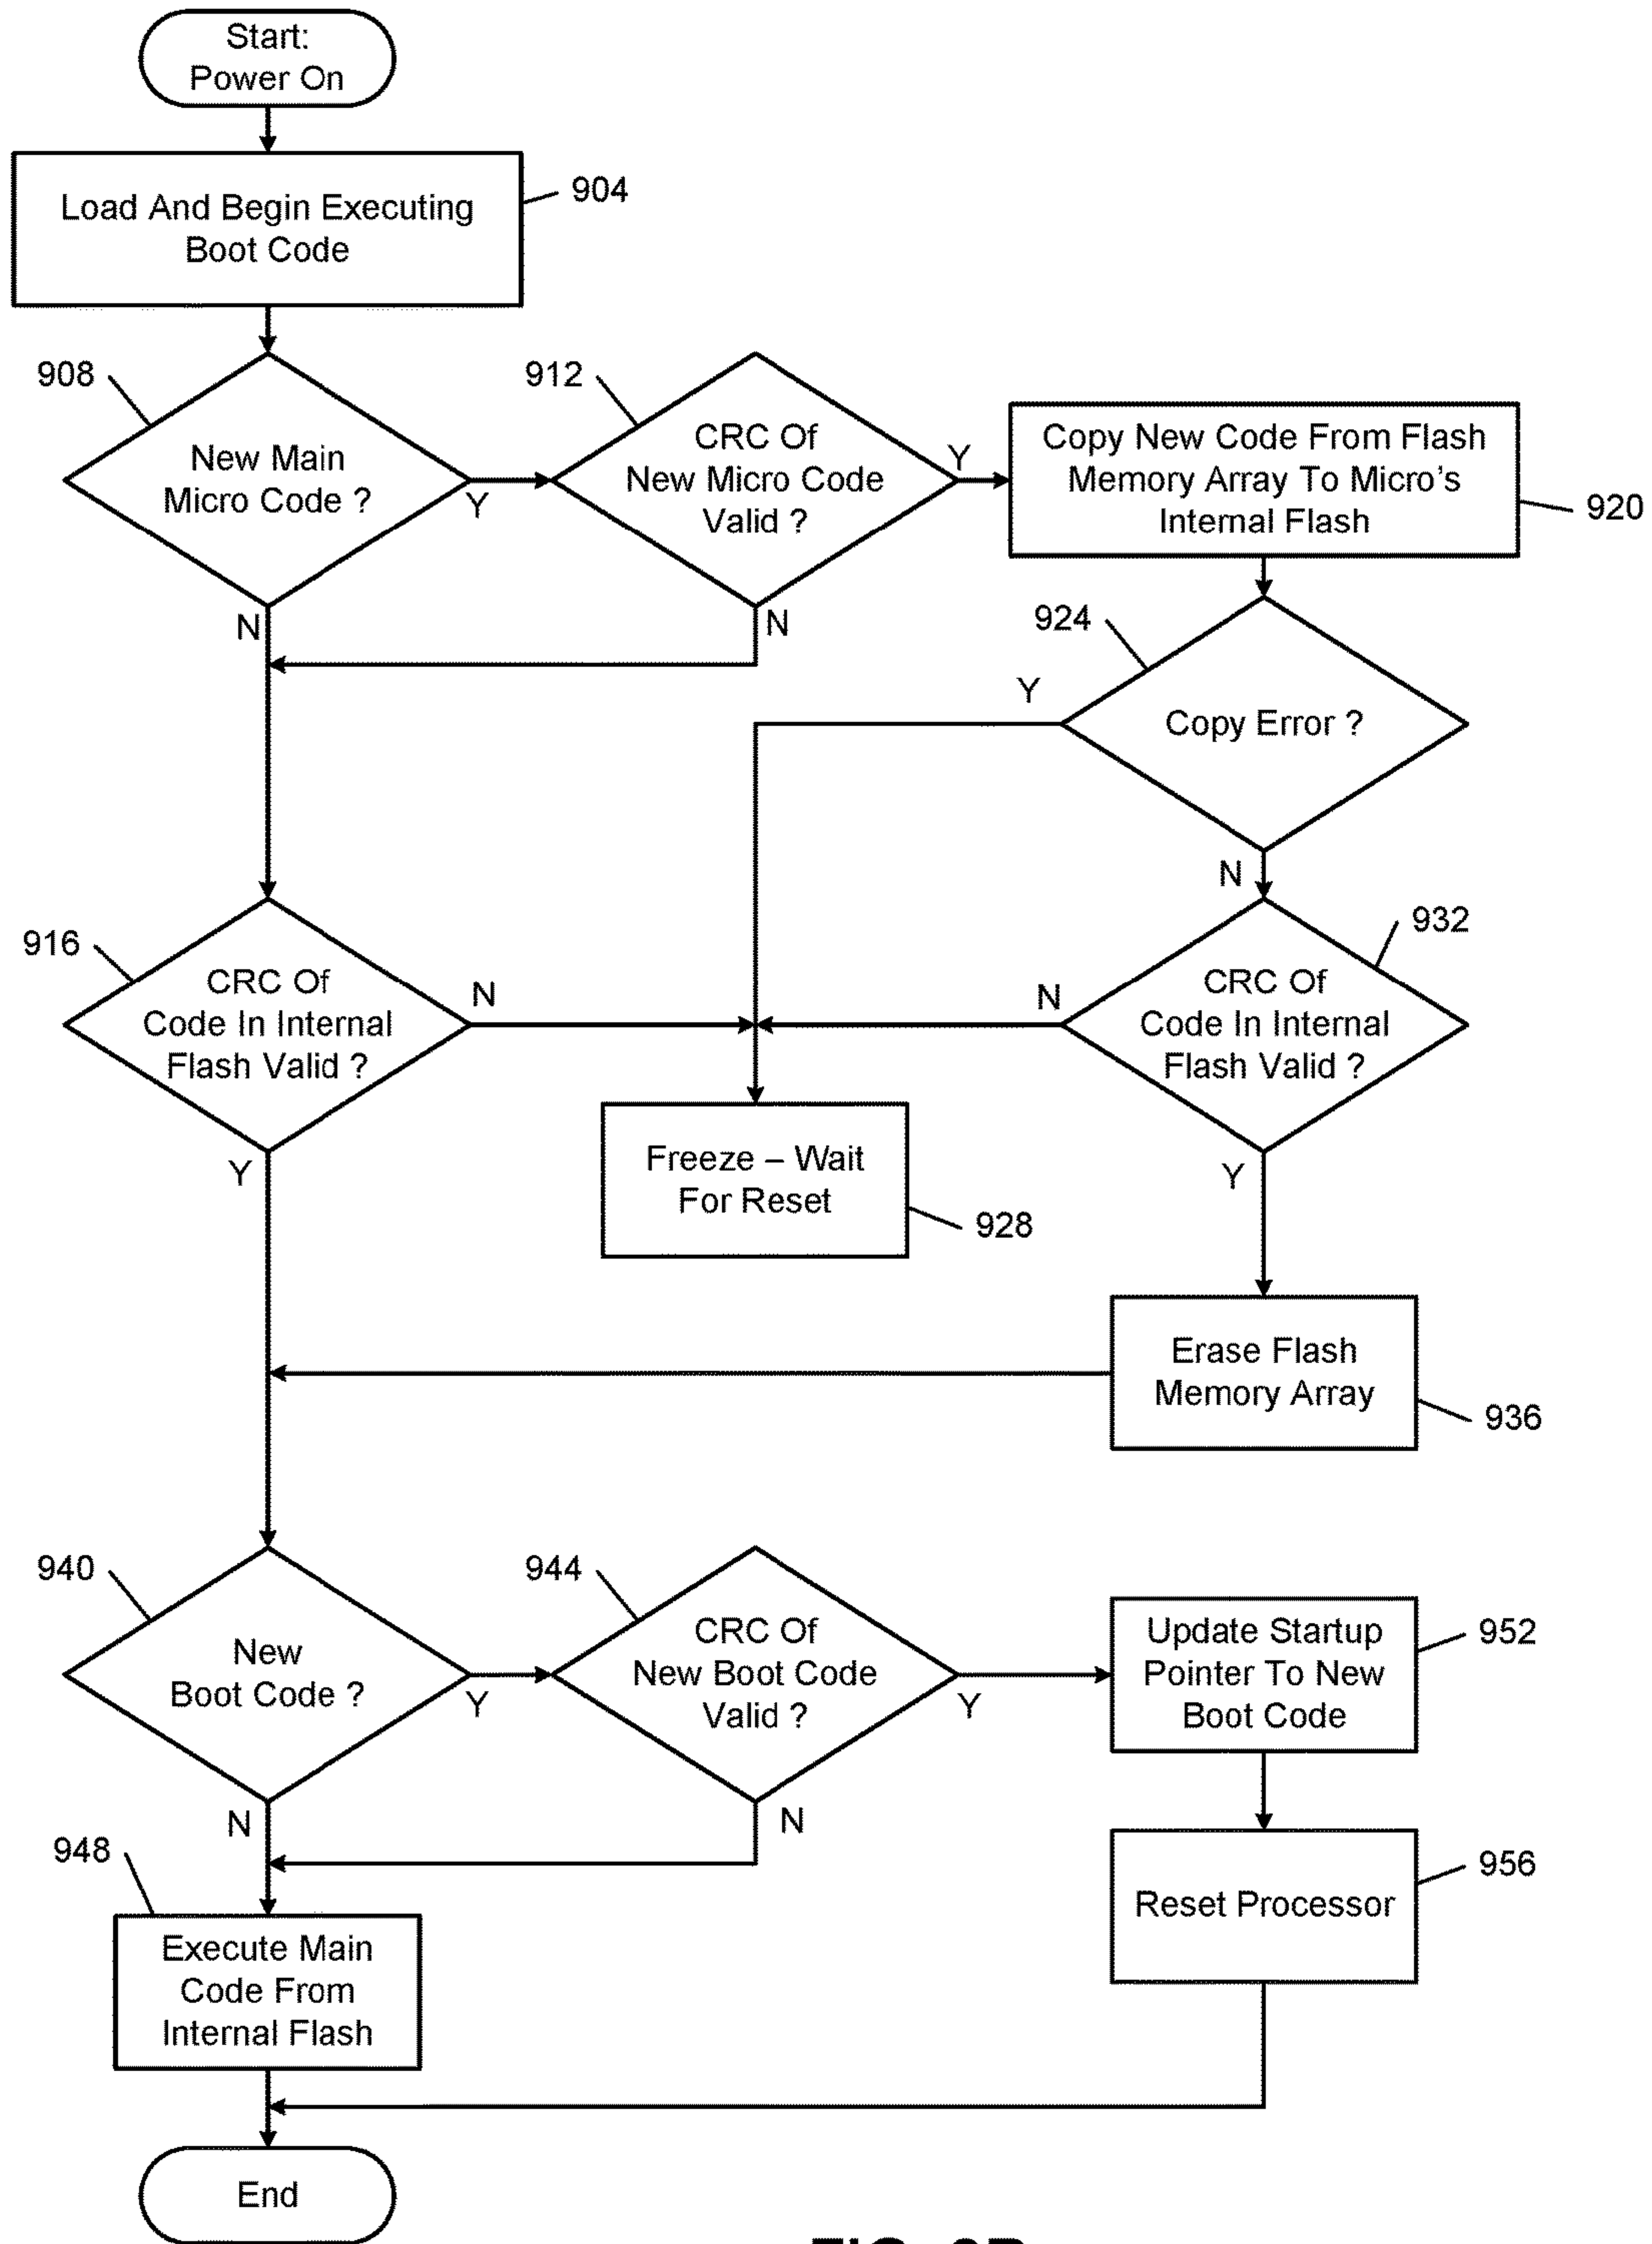 Start:
Power On
Load And Begin Executing
Boot Code
904
908
New Main
Micro Code ?
Y
N
912
CRC Of
New Micro Code
Valid ?
Y
N
Copy New Code From Flash
Memory Array To Micro's
Internal Flash
920
924
Copy Error ?
Y
N
916
CRC Of
Code In Internal
Flash Valid ?
N
Y
932
CRC Of
Code In Internal
Flash Valid ?
N
Y
Freeze – Wait
For Reset
928
Erase Flash
Memory Array
936
940
New
Boot Code ?
Y
N
944
CRC Of
New Boot Code
Valid ?
Y
N
Update Startup
Pointer To New
Boot Code
952
948
Execute Main
Code From
Internal Flash
Reset Processor
956
End